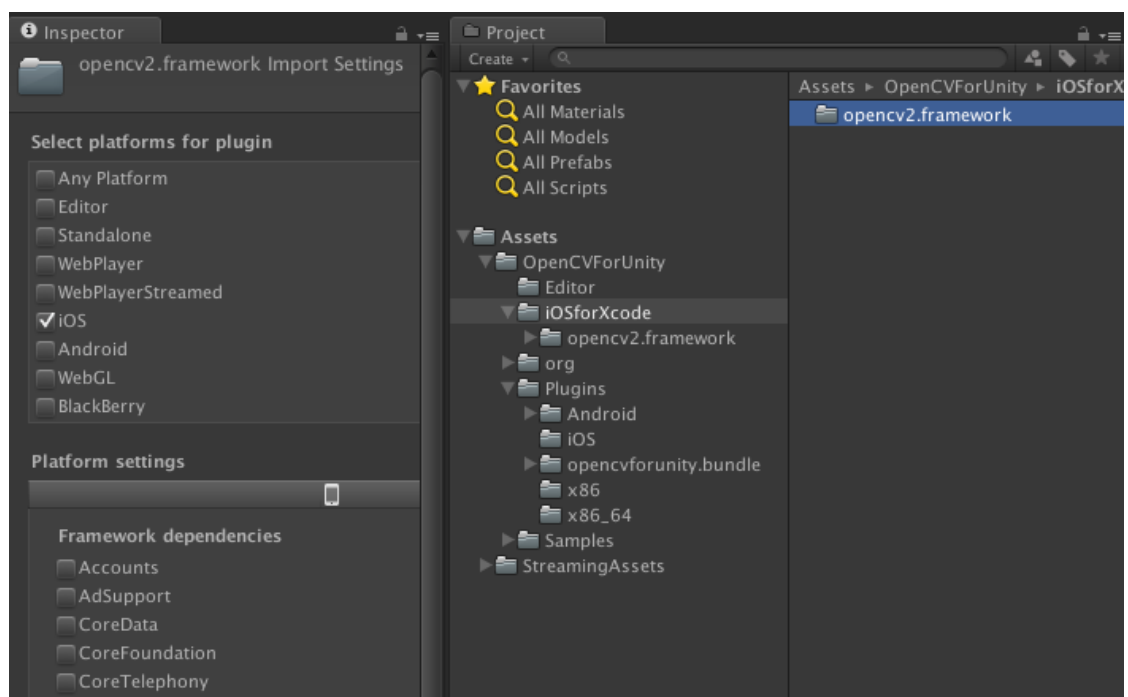 Inspector
opencv2.framework Import Settings
Select platforms for plugin
Any Platform
Editor
Standalone
WebPlayer
WebPlayerStreamed
iOS
Android
WebGL
BlackBerry
Platform settings
Framework dependencies
Accounts
AdSupport
CoreData
CoreFoundation
CoreTelephony
Project
Create
Favorites
All Materials
All Models
All Prefabs
All Scripts
Assets
OpenCVForUnity
Editor
iOSforXcode
opencv2.framework
org
Plugins
Android
iOS
opencvforunity.bundle
x86
x86_64
Samples
StreamingAssets
Assets ▸ OpenCVForUnity ▸ iOSforX
opencv2.framework